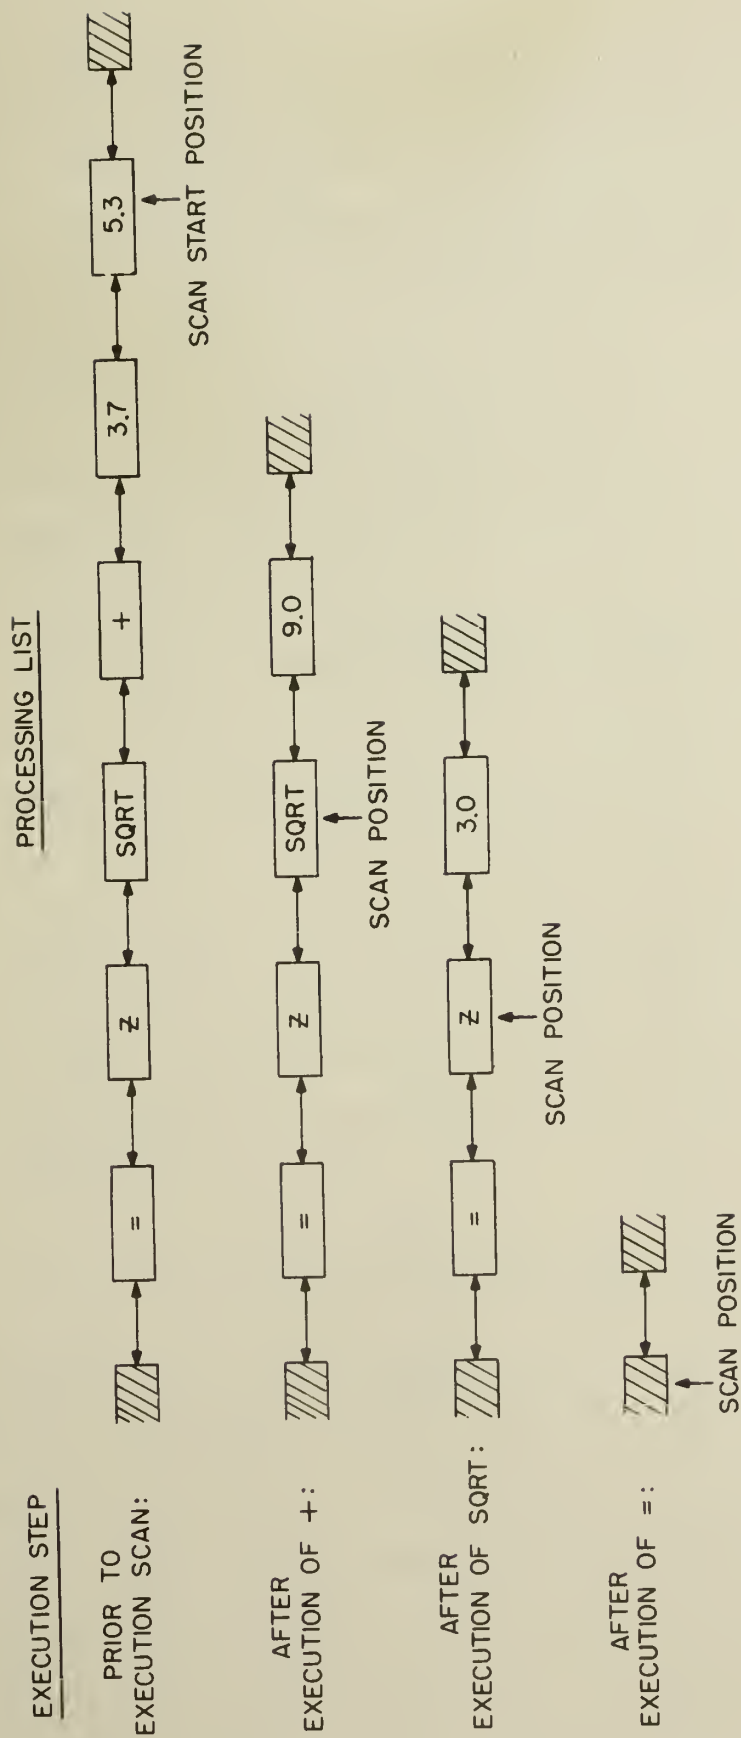 EXECUTION STEP
PROCESSING LIST
PRIOR TO
EXECUTION SCAN:
= Z SQRT + 3.7 5.3
SCAN START POSITION
AFTER
EXECUTION OF +:
= Z SQRT 9.0
SCAN POSITION
AFTER
EXECUTION OF SQRT:
= Z 3.0
SCAN POSITION
AFTER
EXECUTION OF =:
SCAN POSITION